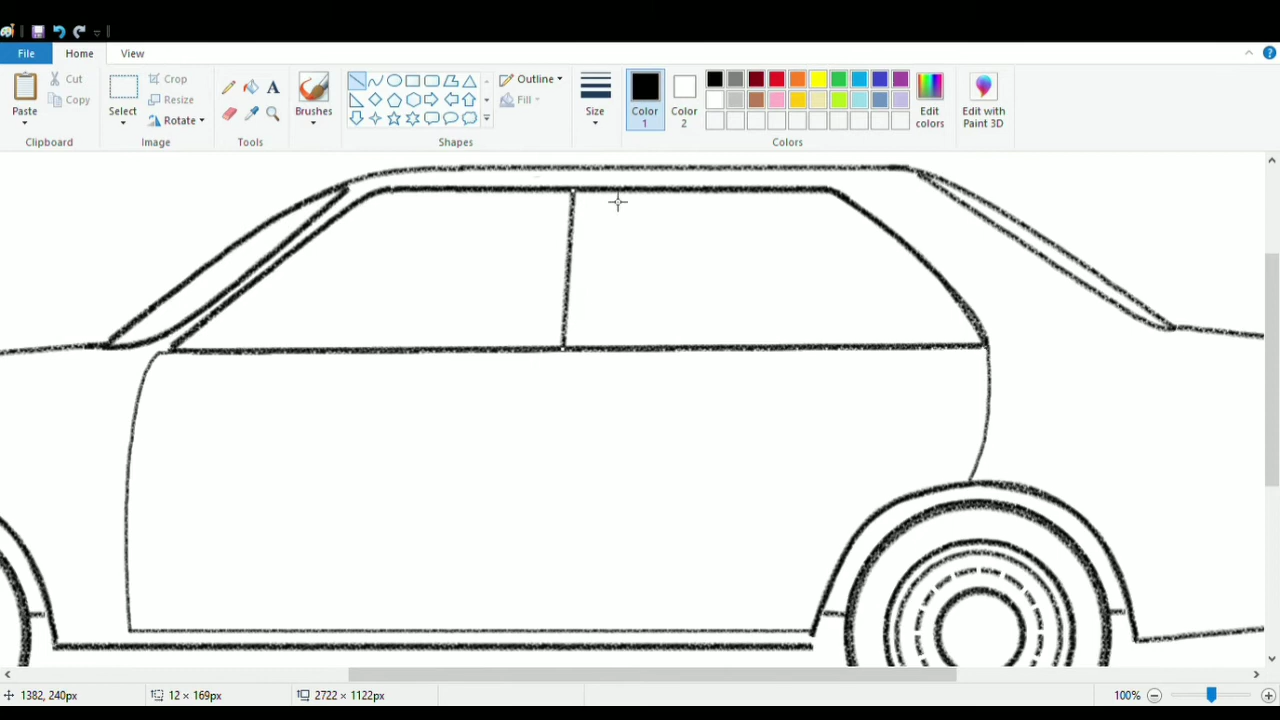 File Home View
Paste
Cut
Copy
Clipboard
Select
Crop
Resize
Rotate
Image
Tools
Brushes
Shapes
Outline
Fill
Size
Color
1
Color
2
Edit
colors
Colors
Edit with
Paint 3D
1382, 240px 12 × 169px 2722 × 1122px 100%